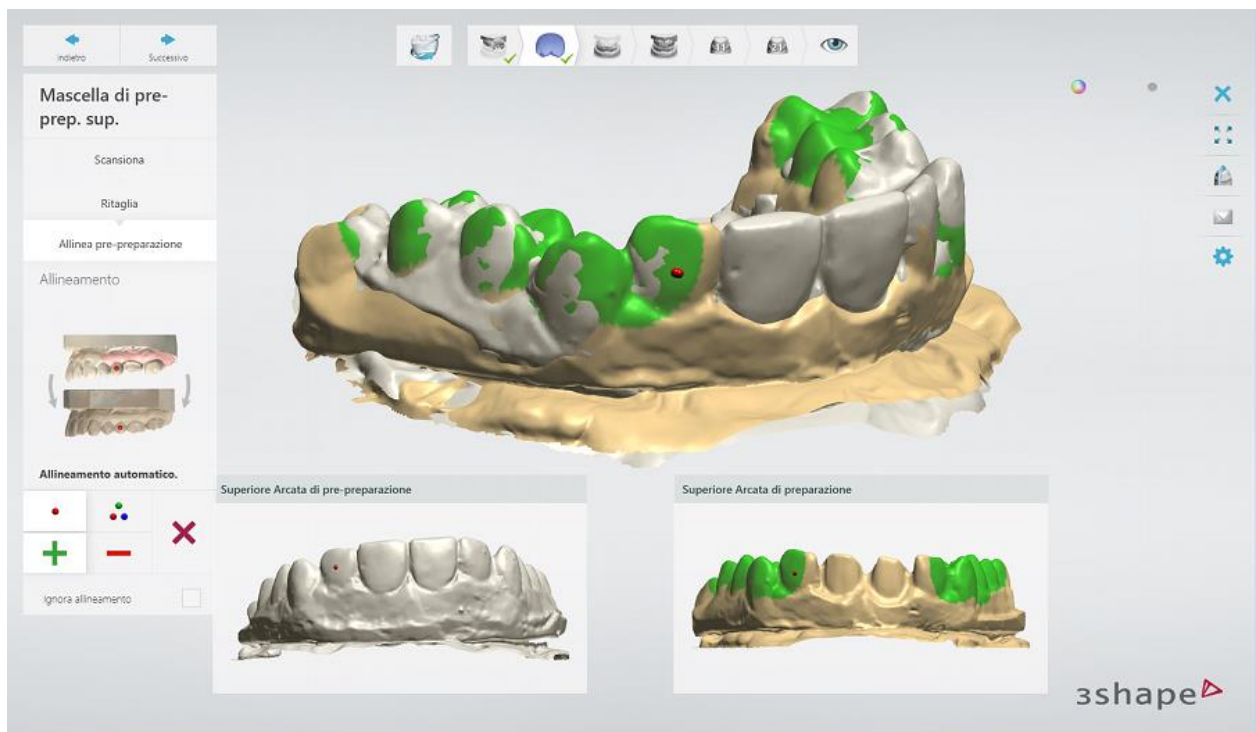 Indietro
Successivo
Mascella di pre-
prep. sup.
Scansiona
Ritaglia
Allinea pre-preparazione
Allineamento
Allineamento automatico.
Ignora allineamento
Superiore Arcata di pre-preparazione
Superiore Arcata di preparazione
3shape